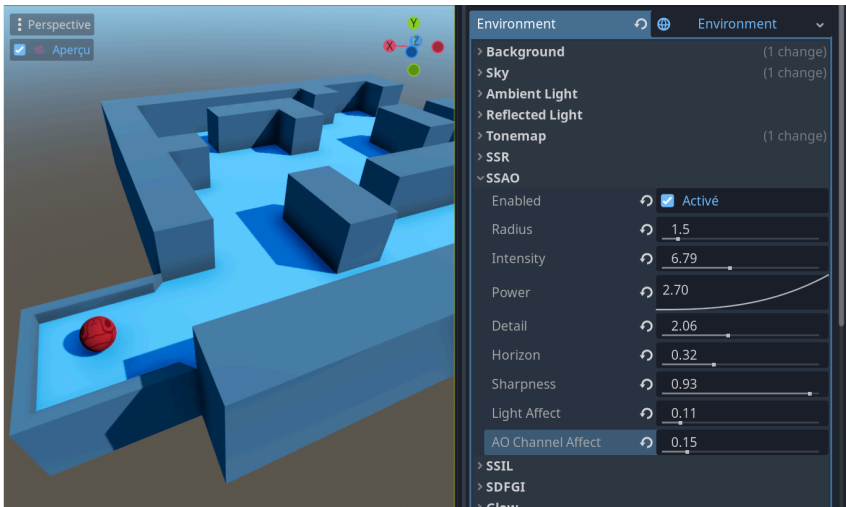 Perspective
Aperçu
Y
X
Z
Environment Environment
Background (1 change)
Sky (1 change)
Ambient Light
Reflected Light
Tonemap (1 change)
SSR
SSAO
Enabled Activé
Radius 1.5
Intensity 6.79
Power 2.70
Detail 2.06
Horizon 0.32
Sharpness 0.93
Light Affect 0.11
AO Channel Affect 0.15
SSIL
SDFGI
Glow